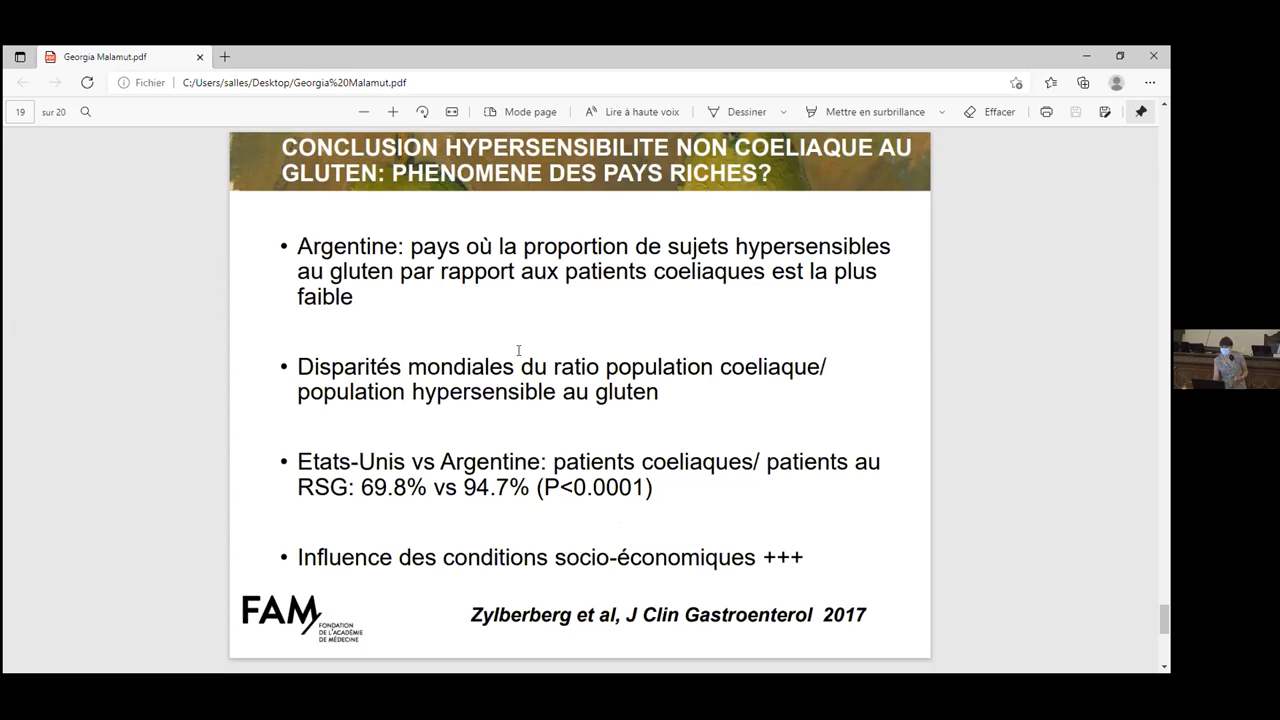 Georgia Malamut.pdf
Fichier C:/Users/salles/Desktop/Georgia%20Malamut.pdf
19 sur 20 Mode page Lire à haute voix Dessiner Mettre en surbrillance Effacer
CONCLUSION HYPERSENSIBILITE NON COELIAQUE AU
GLUTEN: PHENOMENE DES PAYS RICHES?
• Argentine: pays où la proportion de sujets hypersensibles
au gluten par rapport aux patients coeliaques est la plus
faible
• Disparités mondiales du ratio population coeliaque/
population hypersensible au gluten
• Etats-Unis vs Argentine: patients coeliaques/ patients au
RSG: 69.8% vs 94.7% (P<0.0001)
• Influence des conditions socio-économiques +++
FAM
FONDATION
DE L'ACADÉMIE
DE MÉDECINE
Zylberberg et al, J Clin Gastroenterol 2017